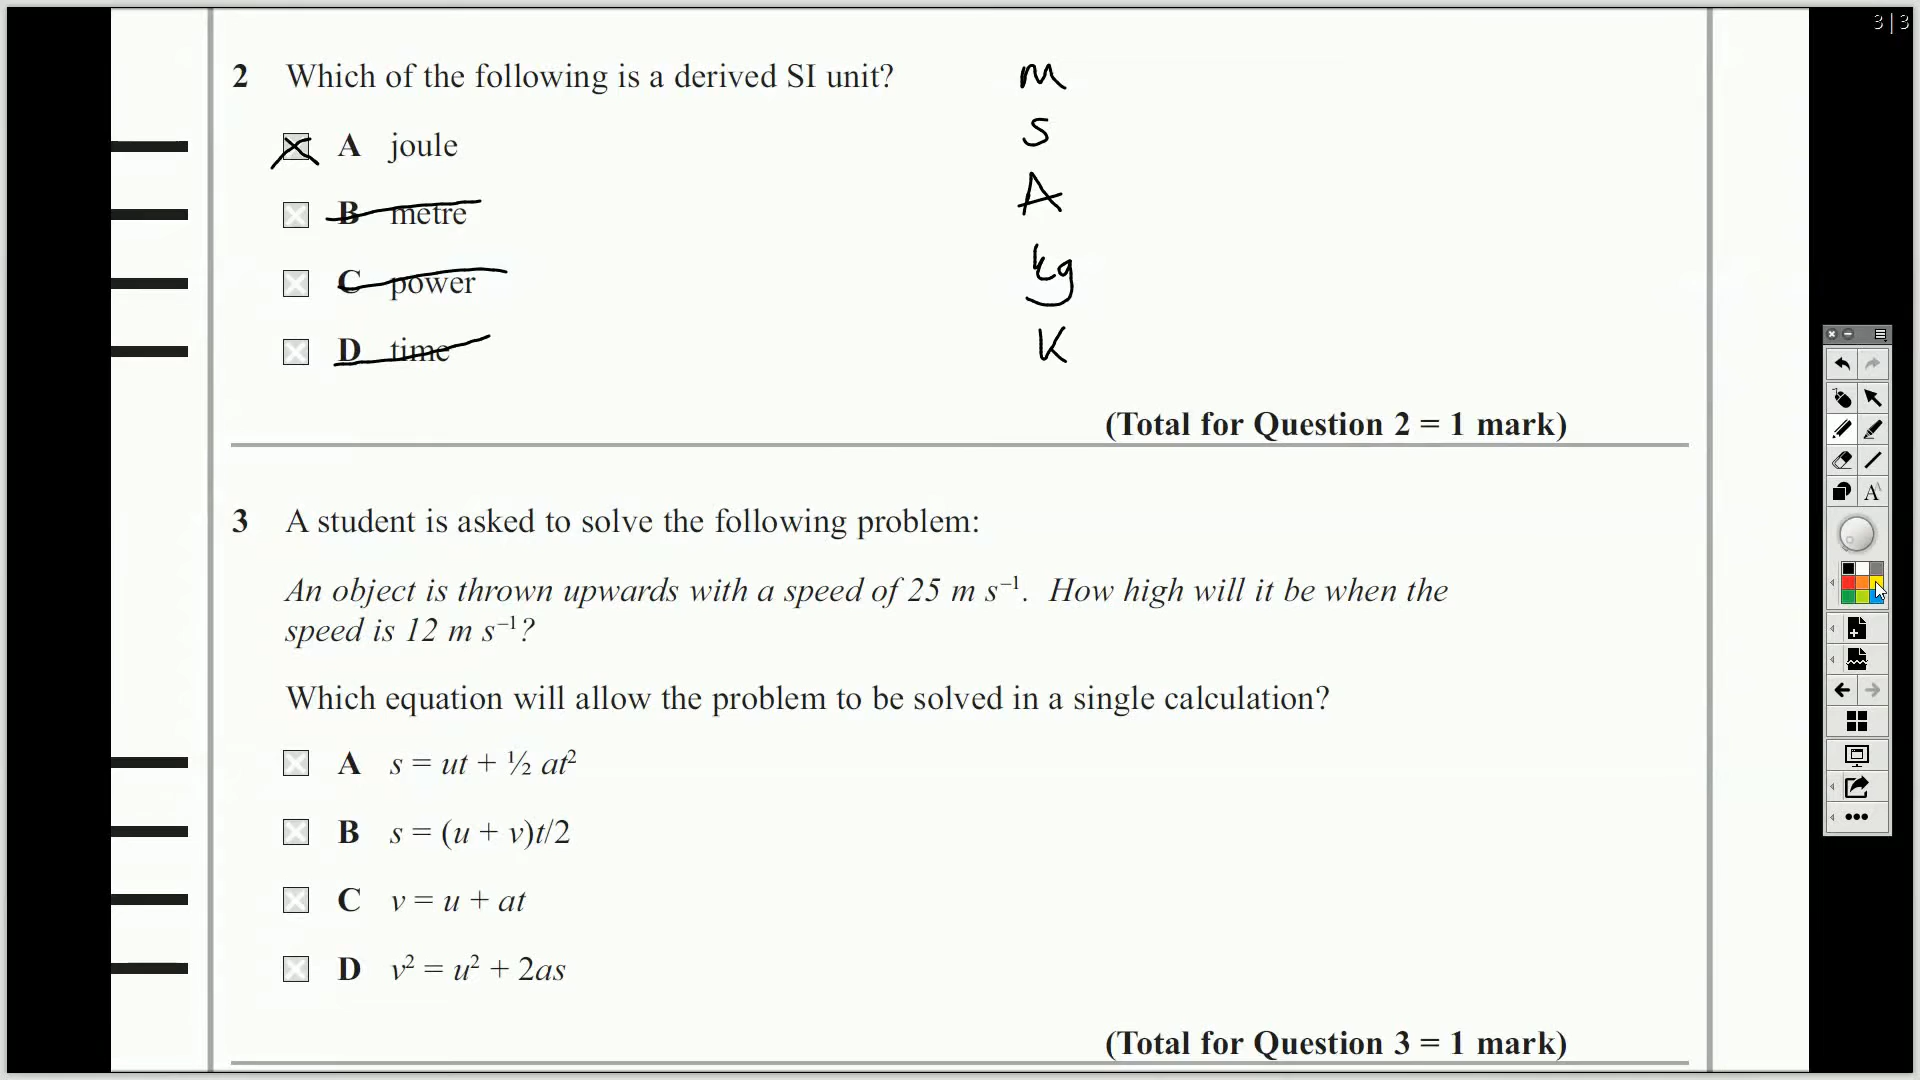 3|3
2 Which of the following is a derived SI unit?
A joule
B metre
C power
D time
m
s
A
kg
K
(Total for Question 2 = 1 mark)
3 A student is asked to solve the following problem:
An object is thrown upwards with a speed of 25 m s⁻¹. How high will it be when the
speed is 12 m s⁻¹?
Which equation will allow the problem to be solved in a single calculation?
A s = ut + ½ at²
B s = (u + v)t/2
C v = u + at
D v² = u² + 2as
(Total for Question 3 = 1 mark)